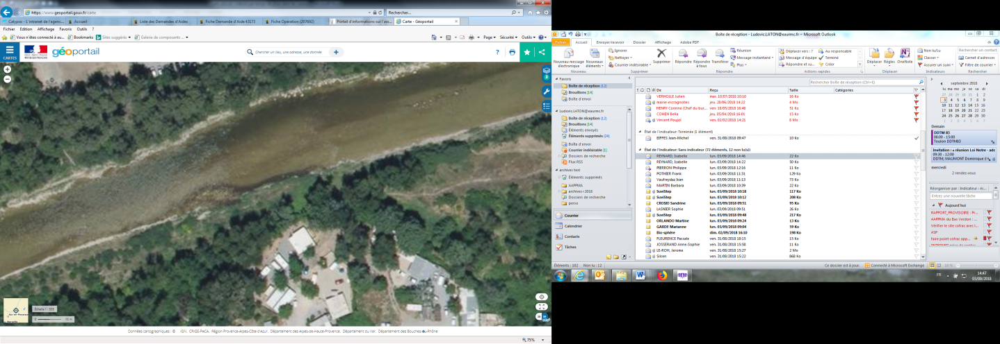 https://www.geoportail.gouv.fr/carte
Rechercher...
Calypso - L'intranet de l'agenc...
Accueil
Liste des Demandes d'Aides
Fiche Demande d'Aide 43173
Fiche Opération (207692)
Portail d'informations sur l'ass...
Carte - Géoportail
Fichier Edition Affichage Favoris Outils ?
Vous n'êtes connecté à au...
Bookmarks
Sites suggérés
Galerie de composants ...
Page Sécurité Outils
CARTES
géoportail
Chercher un lieu, une adresse, une donnée
Aix-en-Provence
Données cartographiques : © IGN, CRIGE-PACA, Région Provence-Alpes-Côte d'Azur, Département des Alpes-de-Haute-Provence, Département du Var, Département des Bouches-du-Rhône
75%
Boîte de réception - Ludovic.LATON@eaurmc.fr - Microsoft Outlook
Fichier Accueil Envoyer/recevoir Dossier Affichage Adobe PDF
Nouveau message électronique
Nouveaux éléments
Nouveau
Ignorer
Nettoyer
Courrier indésirable
Supprimer
Supprimer
Répondre
Répondre à tous
Transférer
Réunion
Message instantané
Plus
Répondre
Déplacer vers : ?
Message d'équipe
Répondre et su...
Au responsable
Terminé
Créer
Actions rapides
Déplacer
Règles
OneNote
Déplacer
Non lu/Lu
Classer
Assurer un suivi
Indicateurs
Rechercher un contact
Carnet d'adresses
Filtre de courrier
Rechercher
Favoris
Boîte de réception (12)
Brouillons [14]
Boîte d'envoi
Ludovic.LATON@eaurmc.fr
Boîte de réception (12)
Brouillons [14]
Éléments envoyés
Éléments supprimés (24)
Boîte d'envoi
Courrier indésirable [1]
Dossiers de recherche
Flux RSS
archives text
Éléments supprimés
AAPPMA
archives<2018
Dossiers de recherche
perso
Courrier
Calendrier
Contacts
Tâches
Rechercher Boîte de réception (Ctrl+E)
De Reçu Taille Catégories
VERHOILLE Julien mar. 10/07/2018 10:10 16 Ko
mairie-escragnolles jeu. 28/06/2018 14:22 4 Mo
HENRY Corinne (Chef du bur... ven. 18/05/2018 16:46 51 Ko
COHEN Bella jeu. 05/04/2018 16:01 15 Ko
Vincent Poujol ven. 02/02/2018 14:21 8 Mo
État de l'indicateur: Terminée (1 élément)
EIFFES Jean-Michel ven. 31/08/2018 09:47 10 Ko
État de l'indicateur: Sans indicateur (72 éléments, 12 non lu(s))
REYNARD, Isabelle lun. 03/09/2018 14:46 22 Ko
REYNARD, Isabelle lun. 03/09/2018 14:22 50 Ko
PIERRON Philippe lun. 03/09/2018 12:16 11 Ko
POTHIER Frank lun. 03/09/2018 11:31 129 Ko
Vaufreydaz Ivan lun. 03/09/2018 11:13 73 Ko
MARTIN Barbara lun. 03/09/2018 10:39 22 Ko
SuviStep lun. 03/09/2018 10:18 117 Ko
SuviStep lun. 03/09/2018 10:12 208 Ko
CROSIO Sandrine lun. 03/09/2018 09:51 95 Ko
LASNIER Sophie lun. 03/09/2018 09:51 26 Ko
SuviStep lun. 03/09/2018 09:48 217 Ko
ORLANDO Martine lun. 03/09/2018 09:24 13 Ko
GARDE Marianne lun. 03/09/2018 09:04 59 Ko
Bio-sphère dim. 02/09/2018 16:10 198 Ko
FLEURENCE Pascale ven. 31/08/2018 18:15 15 Ko
JOSSERAND Anne-Sophie ven. 31/08/2018 15:58 11 Ko
LE-ROH, Jerome ven. 31/08/2018 15:27 2 Mo
Silcen ven. 31/08/2018 15:22 868 Ko
septembre 2018
lu ma me je ve sa di
27 28 29 30 31 1 2
3 4 5 6 7 8 9
10 11 12 13 14 15 16
17 18 19 20 21 22 23
24 25 26 27 28 29 30
1 2 3 4 5 6 7
Demain
DDTM 83
08:00 - 15:00
Toulon DDTM83
Invitation : « réunion Loi Notre - ads
09:30 - 12:00
DDTM; MAUMONT Dominique
mercredi
2 rendez-vous
Réorganiser par : Indicateur : éc...
Entrez une nouvelle tâche
Aujourd'hui
RAPPORT_PROVISOIRE : Pr...
AAPPMA du Bas Verdon : ...
Vérifier le site cofrac avec l...
ASP
faire point cofrac app...
Éléments : 102 Non lu : 12
Ce dossier est à jour.
Connecté à Microsoft Exchange
10 %
FR
14:47
03/09/2018